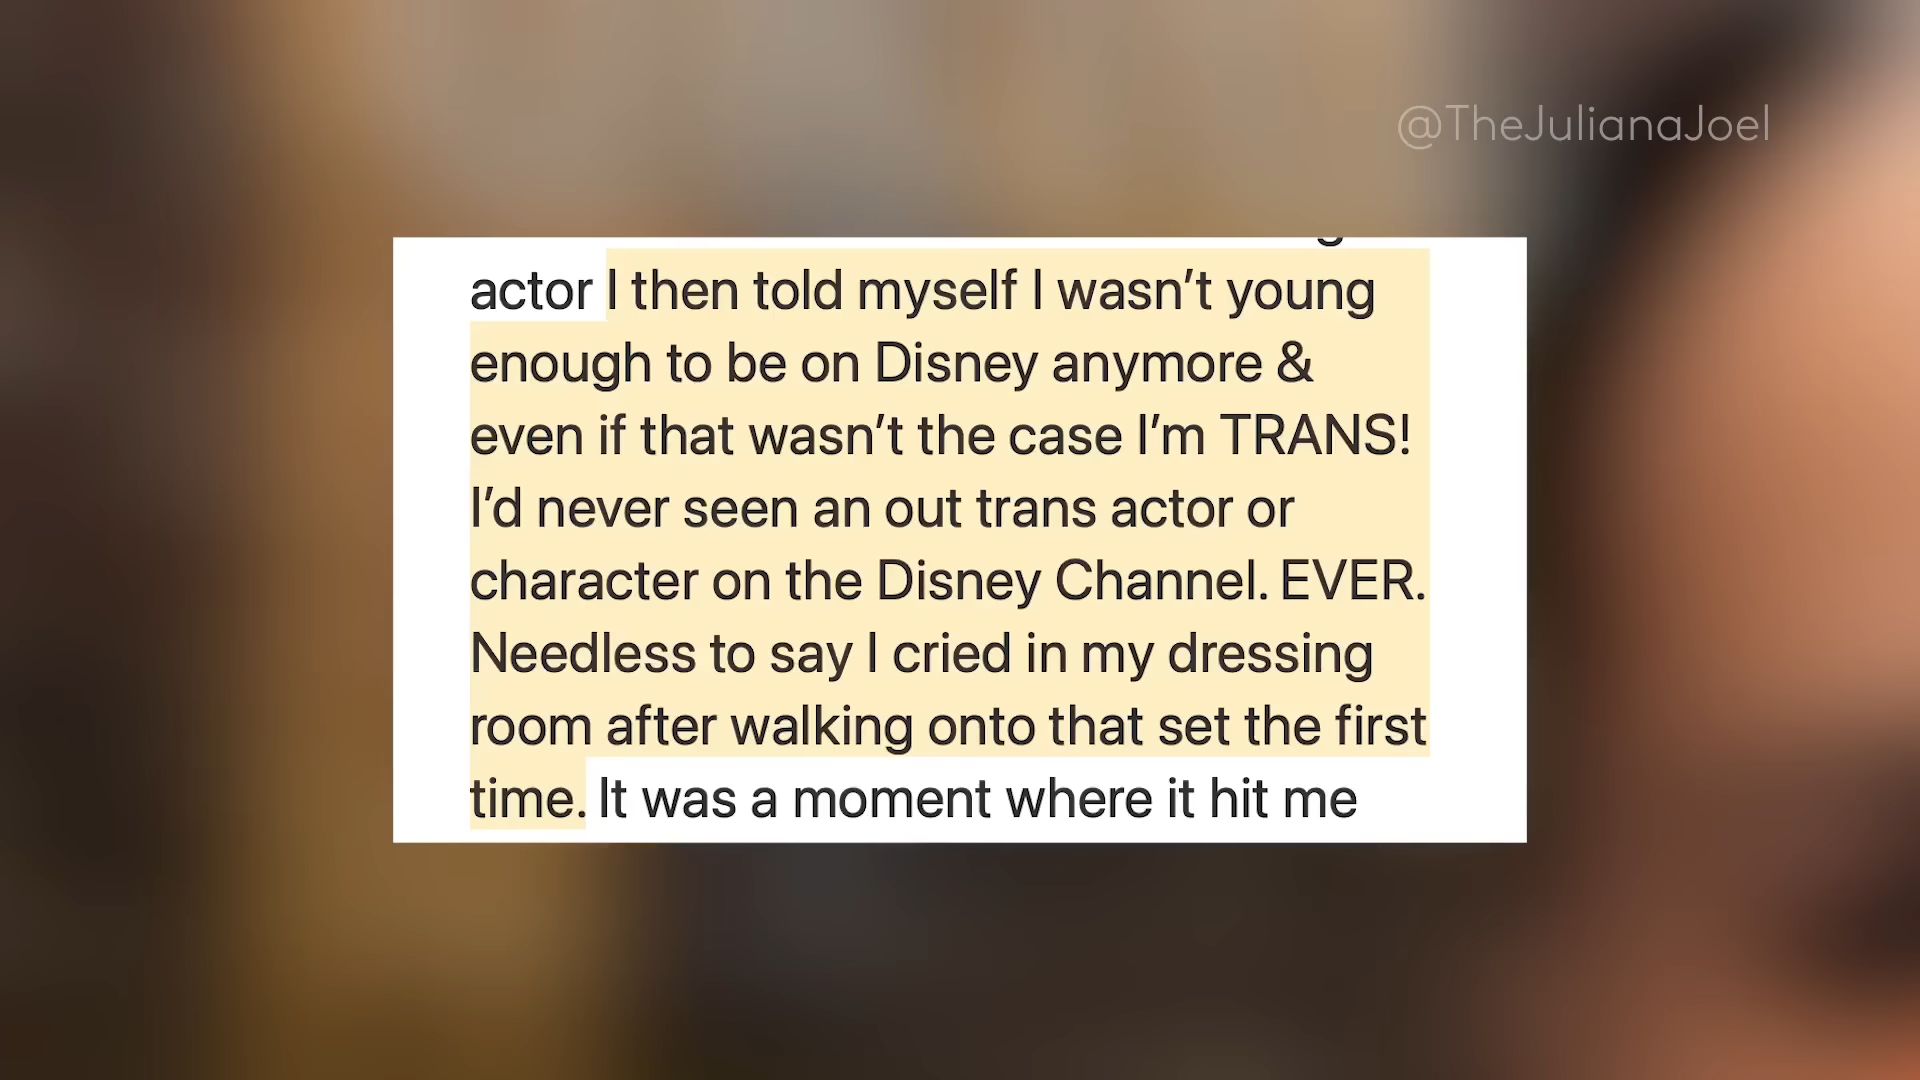 @TheJulianaJoel
actor I then told myself I wasn’t young
enough to be on Disney anymore &
even if that wasn’t the case I’m TRANS!
I’d never seen an out trans actor or
character on the Disney Channel. EVER.
Needless to say I cried in my dressing
room after walking onto that set the first
time. It was a moment where it hit me